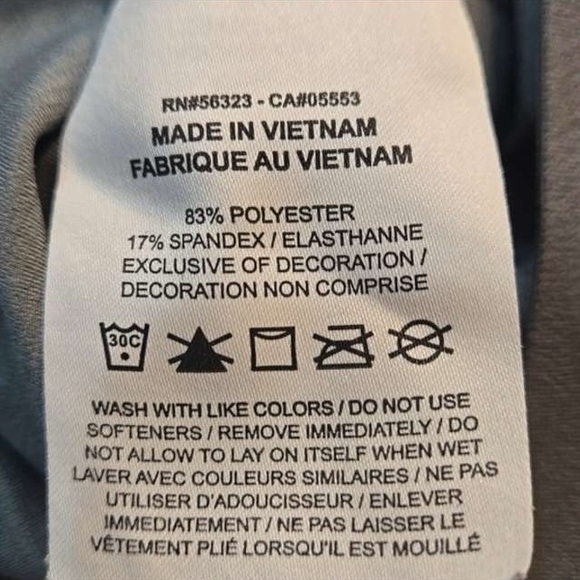 RN#56323 - CA#05553
MADE IN VIETNAM
FABRIQUE AU VIETNAM
83% POLYESTER
17% SPANDEX / ELASTHANNE
EXCLUSIVE OF DECORATION /
DECORATION NON COMPRISE
30C
WASH WITH LIKE COLORS / DO NOT USE
SOFTENERS / REMOVE IMMEDIATELY / DO
NOT ALLOW TO LAY ON ITSELF WHEN WET
LAVER AVEC COULEURS SIMILAIRES / NE PAS
UTILISER D'ADOUCISSEUR / ENLEVER
IMMEDIATEMENT / NE PAS LAISSER LE
VÊTEMENT PLIÉ LORSQU'IL EST MOUILLÉ